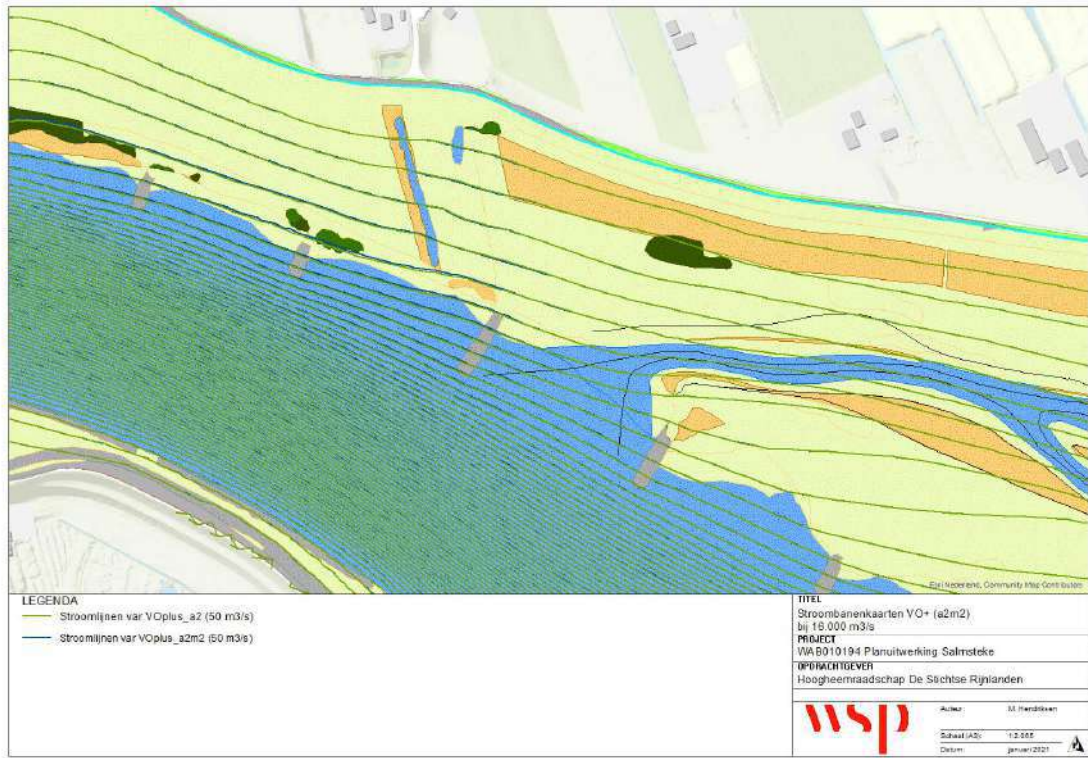 Esri Nederland, Community Map Contributors
LEGENDA
Stroomlijnen var VOplus_a2 (50 m3/s)
Stroomlijnen var VOplus_a2m2 (50 m3/s)
TITEL
Stroombanenkaarten VO+ (a2m2)
bij 16.000 m3/s
PROJECT
WAB010194 Planuitwerking Salmsteke
OPDRACHTGEVER
Hoogheemraadschap De Stichtse Rijnlanden
wsp
Auteur: M. Hendriksen
Schaal (A3):
Datum: januari 2021